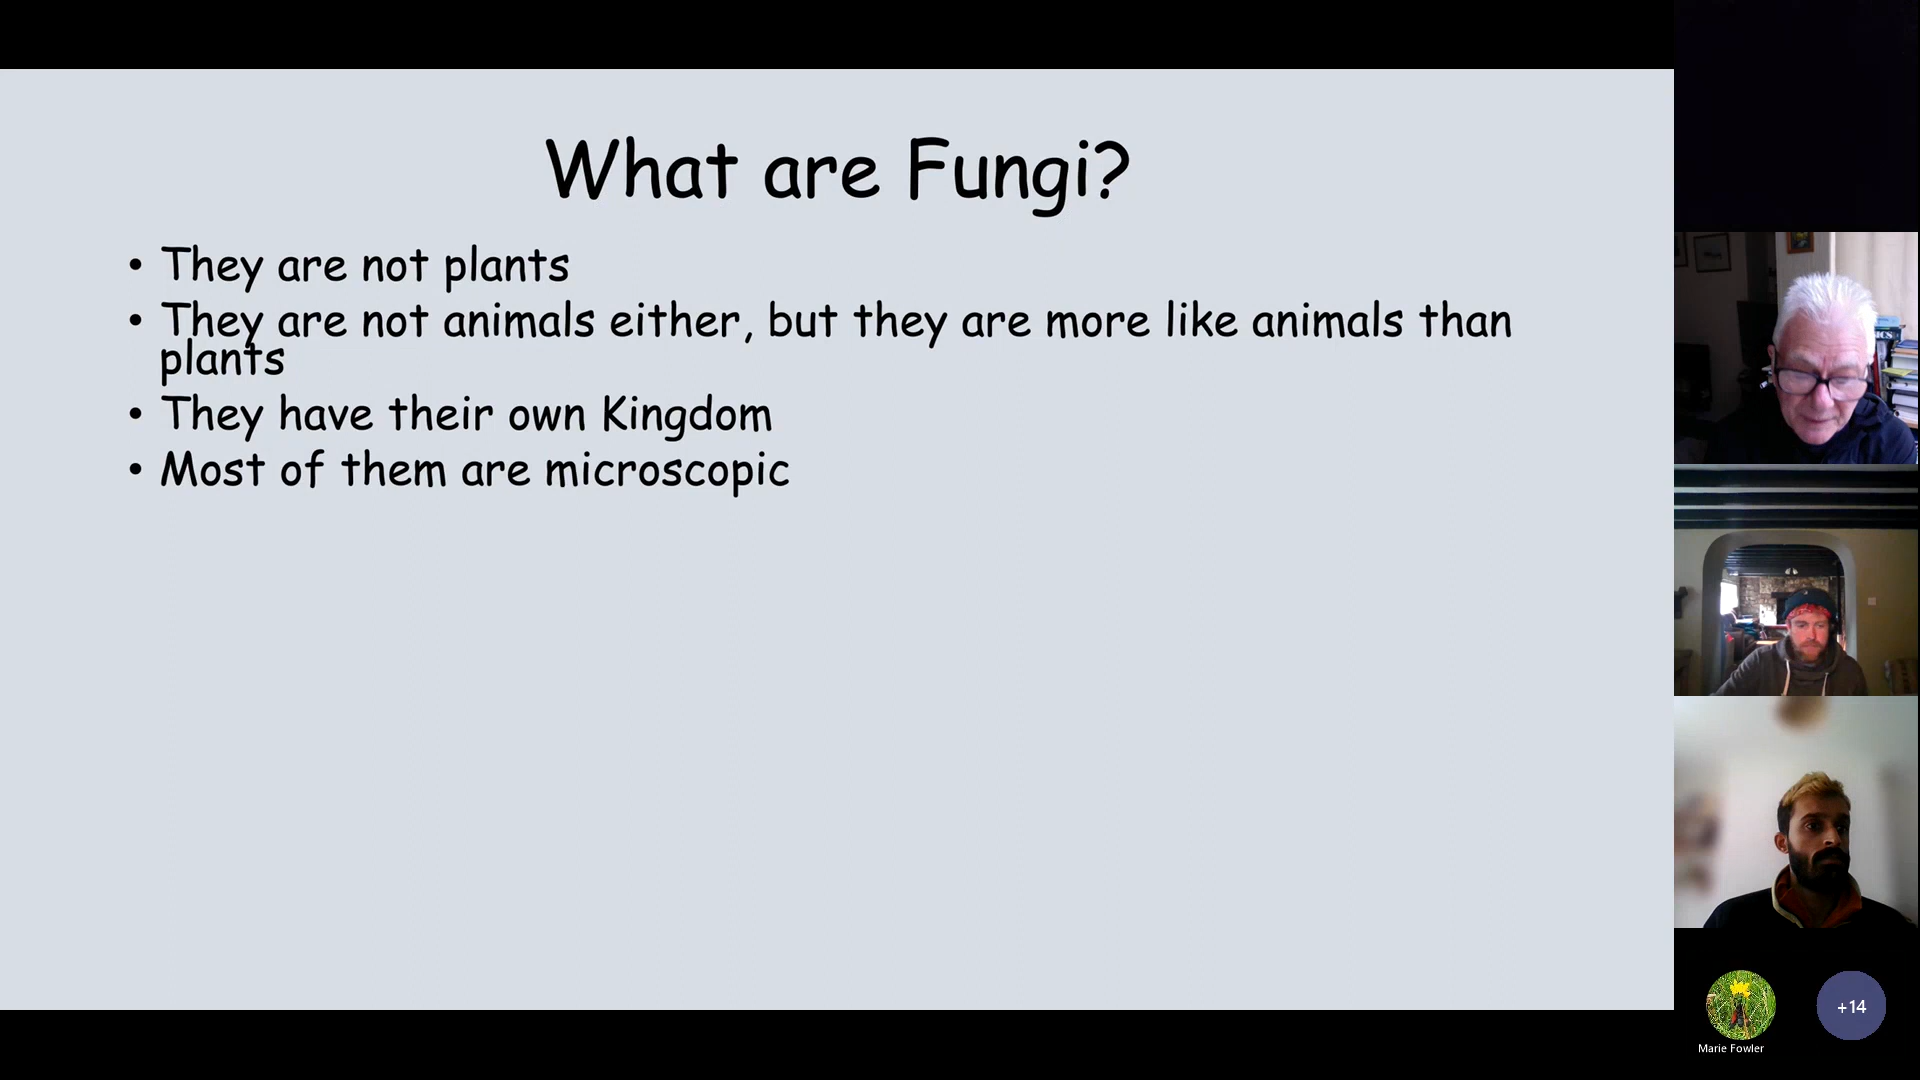 What are Fungi?
• They are not plants
• They are not animals either, but they are more like animals than
plants
• They have their own Kingdom
• Most of them are microscopic
Marie Fowler
+14